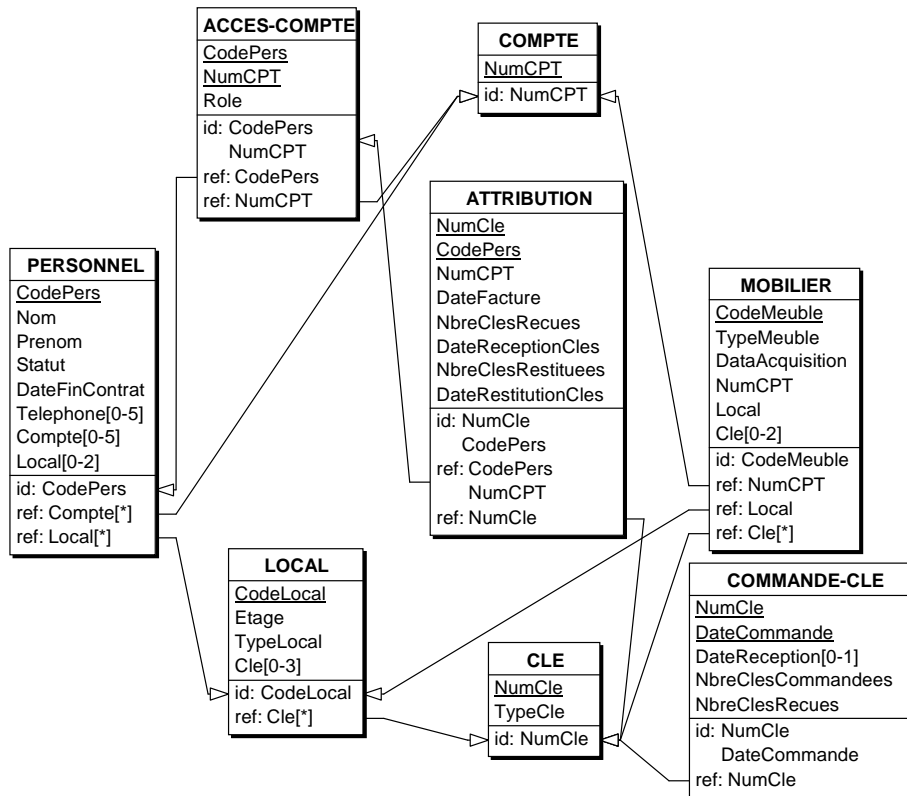 ACCES-COMPTE
CodePers
NumCPT
Role
id: CodePers
NumCPT
ref: CodePers
ref: NumCPT
COMPTE
NumCPT
id: NumCPT
ATTRIBUTION
NumCle
CodePers
NumCPT
DateFacture
NbreClesRecues
DateReceptionCles
NbreClesRestituees
DateRestitutionCles
id: NumCle
CodePers
ref: CodePers
NumCPT
ref: NumCle
PERSONNEL
CodePers
Nom
Prenom
Statut
DateFinContrat
Telephone[0-5]
Compte[0-5]
Local[0-2]
id: CodePers
ref: Compte[*]
ref: Local[*]
MOBILIER
CodeMeuble
TypeMeuble
DataAcquisition
NumCPT
Local
Cle[0-2]
id: CodeMeuble
ref: NumCPT
ref: Local
ref: Cle[*]
LOCAL
CodeLocal
Etage
TypeLocal
Cle[0-3]
id: CodeLocal
ref: Cle[*]
CLE
NumCle
TypeCle
id: NumCle
COMMANDE-CLE
NumCle
DateCommande
DateReception[0-1]
NbreClesCommandees
NbreClesRecues
id: NumCle
DateCommande
ref: NumCle